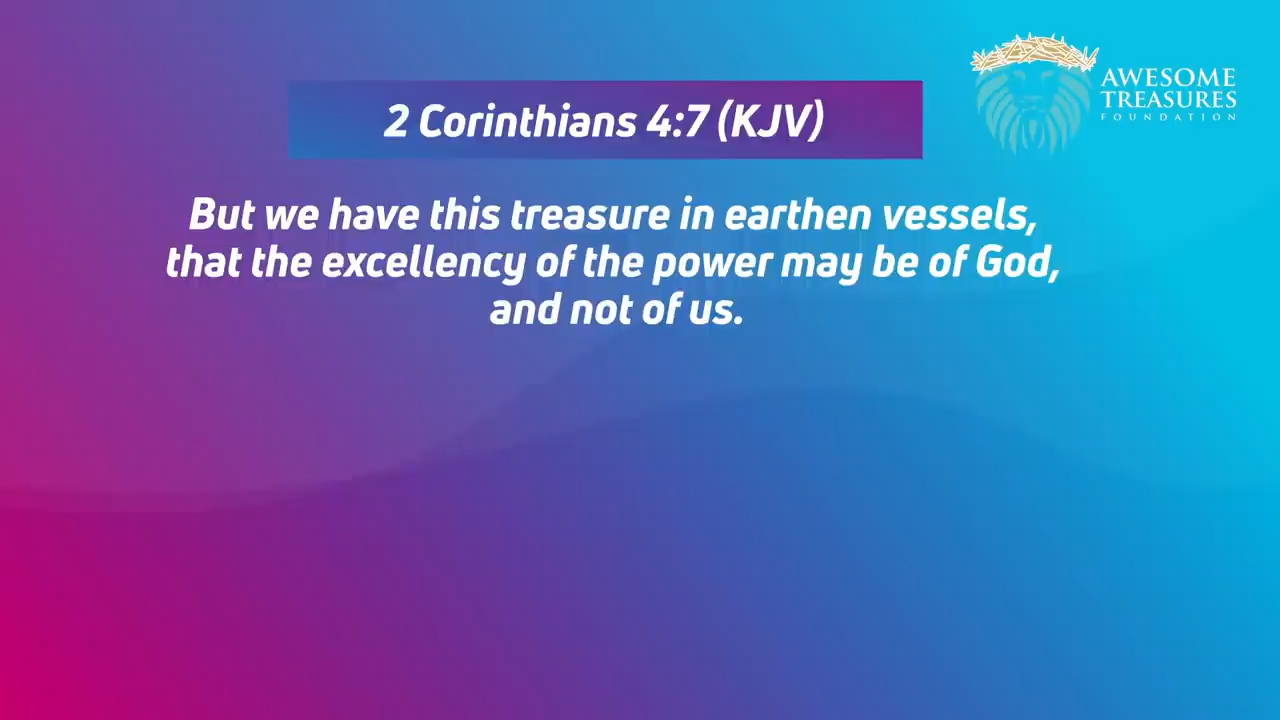 AWESOME
TREASURES
FOUNDATION
2 Corinthians 4:7 (KJV)
But we have this treasure in earthen vessels,
that the excellency of the power may be of God,
and not of us.